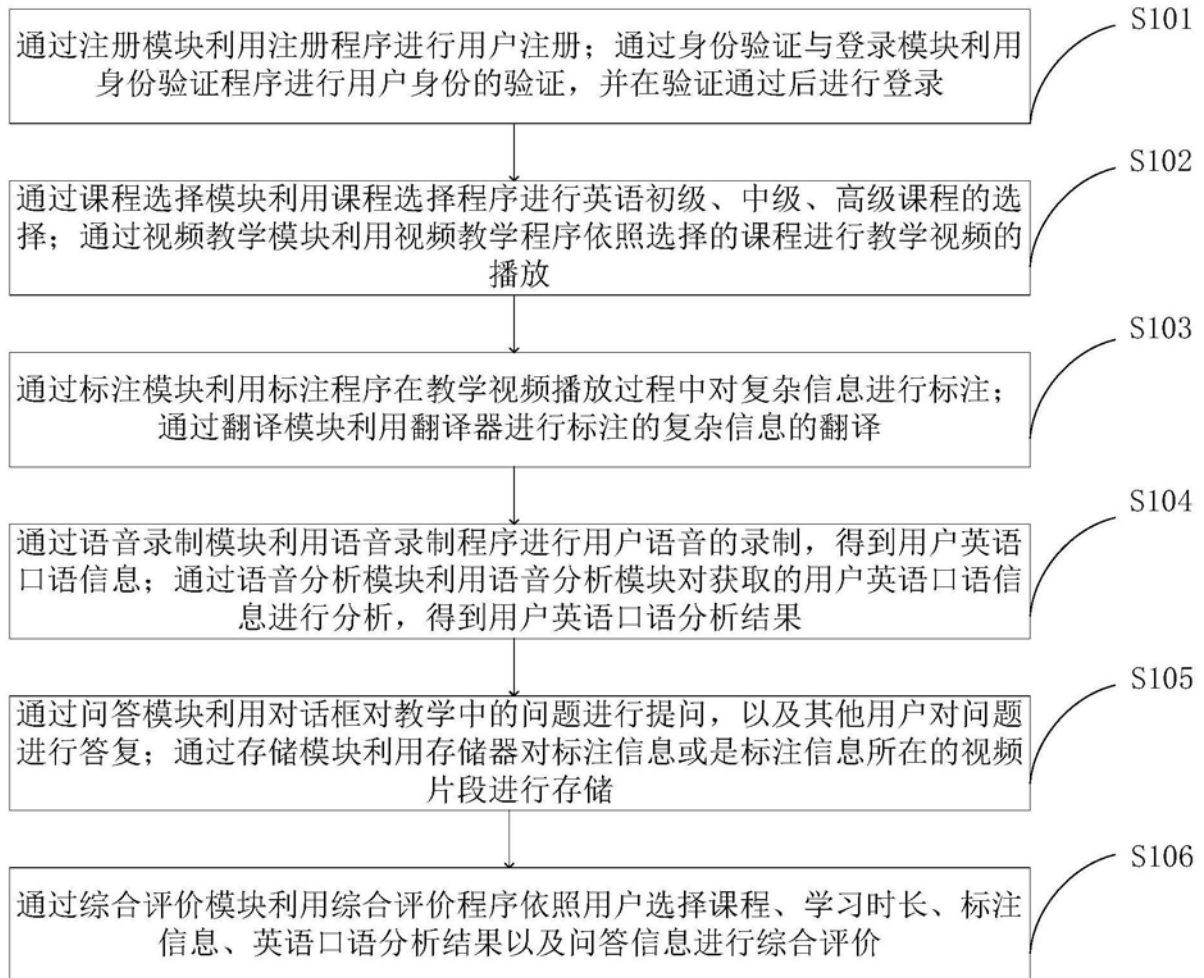 S101
通过注册模块利用注册程序进行用户注册；通过身份验证与登录模块利用
身份验证程序进行用户身份的验证，并在验证通过后进行登录
S102
通过课程选择模块利用课程选择程序进行英语初级、中级、高级课程的选
择；通过视频教学模块利用视频教学程序依照选择的课程进行教学视频的
播放
S103
通过标注模块利用标注程序在教学视频播放过程中对复杂信息进行标注；
通过翻译模块利用翻译器进行标注的复杂信息的翻译
S104
通过语音录制模块利用语音录制程序进行用户语音的录制，得到用户英语
口语信息；通过语音分析模块利用语音分析模块对获取的用户英语口语信
息进行分析，得到用户英语口语分析结果
S105
通过问答模块利用对话框对教学中的问题进行提问，以及其他用户对问题
进行答复；通过存储模块利用存储器对标注信息或是标注信息所在的视频
片段进行存储
S106
通过综合评价模块利用综合评价程序依照用户选择课程、学习时长、标注
信息、英语口语分析结果以及问答信息进行综合评价